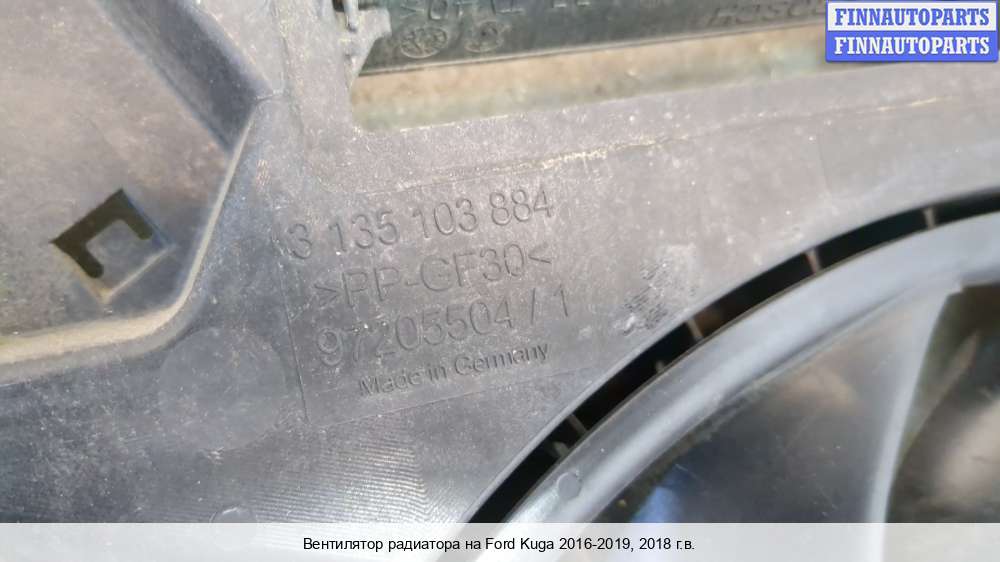 FINNAUTOPARTS
FINNAUTOPARTS
3 135 103 884
>PP-GF30<
97205504/1
Made in Germany
Вентилятор радиатора на Ford Kuga 2016-2019, 2018 г.в.